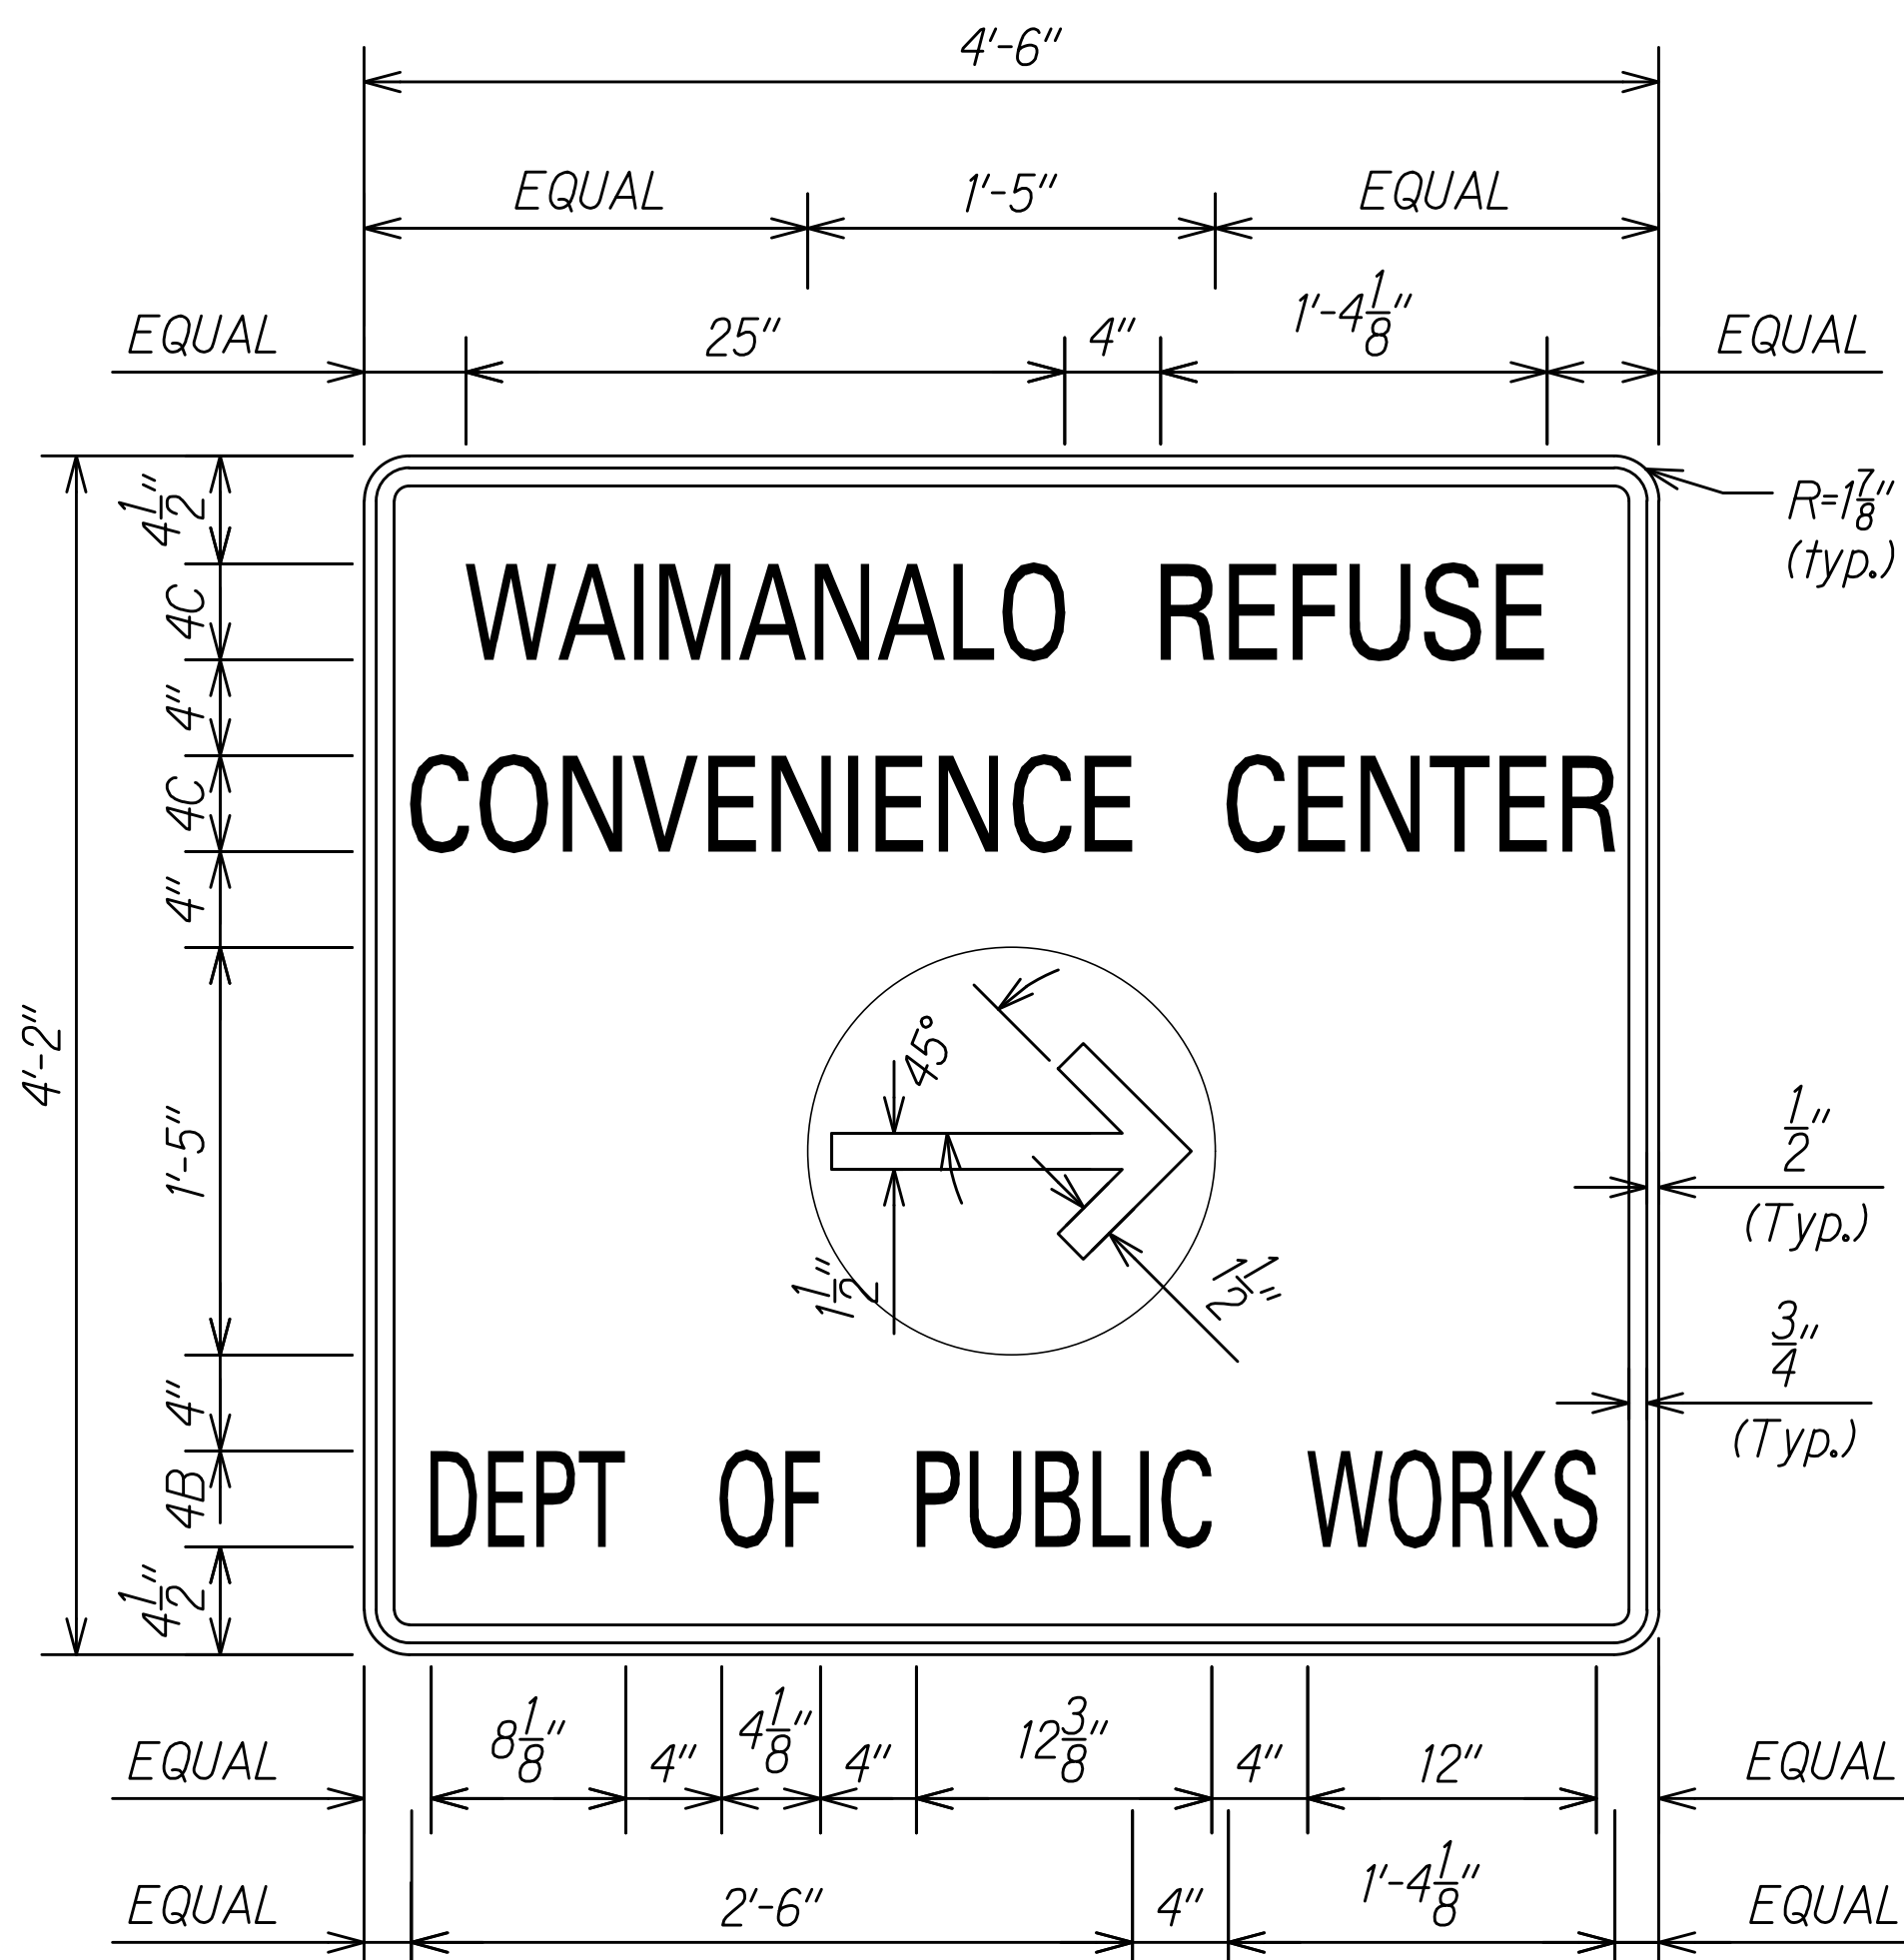 4'-6"
EQUAL 1'-5" EQUAL
EQUAL 25" 4" 1'-4 1/8" EQUAL
R=1 7/8"
(typ.)
4 1/2"
4C
4"
4C
4"
1'-5"
4"
4B
4 1/2"
4'-2"
WAIMANALO REFUSE
CONVENIENCE CENTER
45°
1 1/2"
1 1/2"
1/2"
(Typ.)
3/4"
(Typ.)
DEPT OF PUBLIC WORKS
EQUAL 8 1/8" 4" 4 1/8" 4" 12 3/8" 4" 12" EQUAL
EQUAL 2'-6" 4" 1'-4 1/8" EQUAL